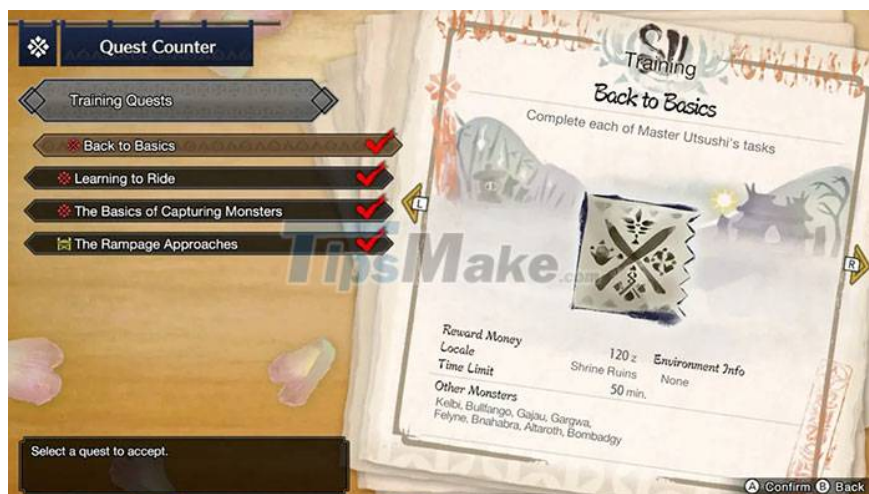 Quest Counter
Training Quests
Back to Basics
Learning to Ride
The Basics of Capturing Monsters
The Rampage Approaches
Select a quest to accept.
Training
Back to Basics
Complete each of Master Utsushi's tasks
L
R
TipsMake.com
Reward Money 120 z
Locale Shrine Ruins
Time Limit 50 min.
Environment Info
None
Other Monsters
Kelbi, Bullfango, Gajau, Gargwa,
Felyne, Bnahabra, Altaroth, Bombadgy
A Confirm B Back